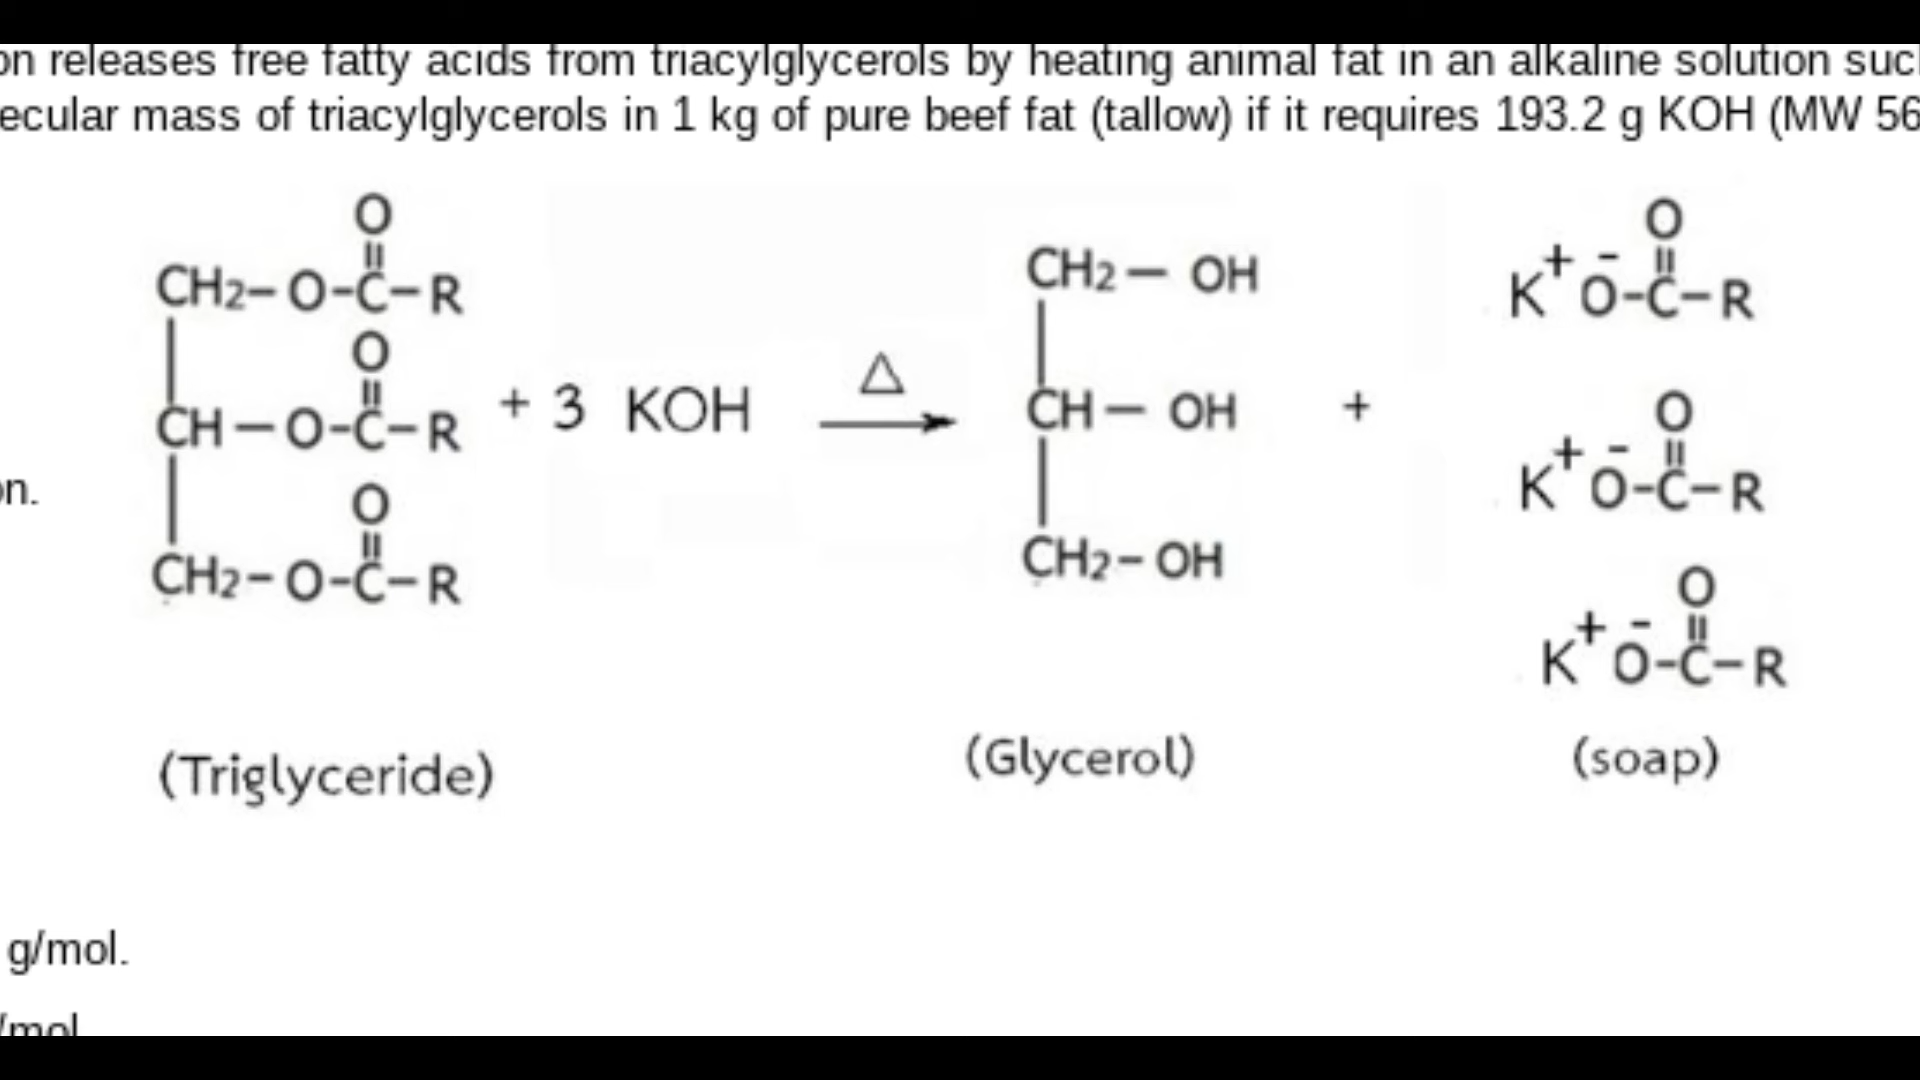 on releases free fatty acids from triacylglycerols by heating animal fat in an alkaline solution
ecular mass of triacylglycerols in 1 kg of pure beef fat (tallow) if it requires 193.2 g KOH (MW 56
O
CH2–O–C–R
O
CH–O–C–R
O
CH2–O–C–R
+ 3 KOH
△
CH2–OH
CH–OH
CH2–OH
+
O
K+ -O–C–R
O
K+ -O–C–R
O
K+ -O–C–R
on.
(Triglyceride)
(Glycerol)
(soap)
g/mol.
/mol